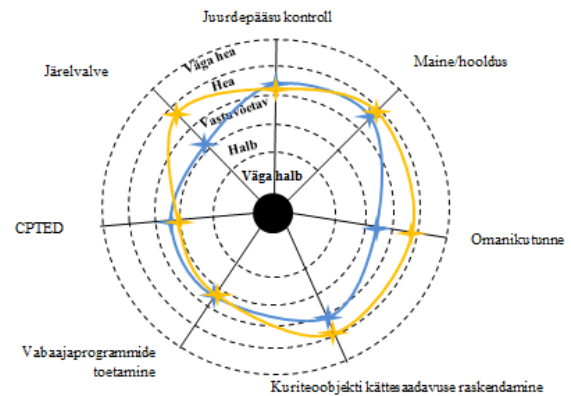 Juurdepääsu kontroll
Väga hea
Maine/hooldus
Järelvalve
Hea
Vastuvõetav
Halb
Väga halb
CPTED
Omanikutunne
Vabaajaprogrammide
toetamine
Kuriteoobjekti kättesaadavuse raskendamine